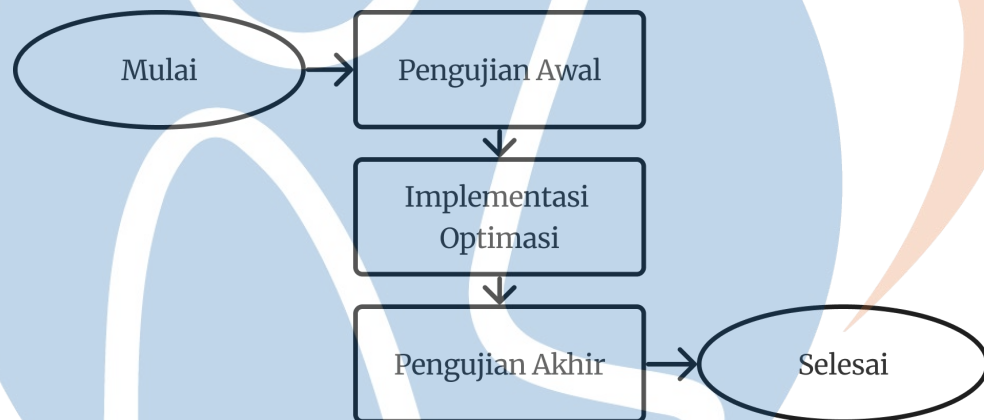 Mulai
Pengujian Awal
Implementasi
Optimasi
Pengujian Akhir
Selesai